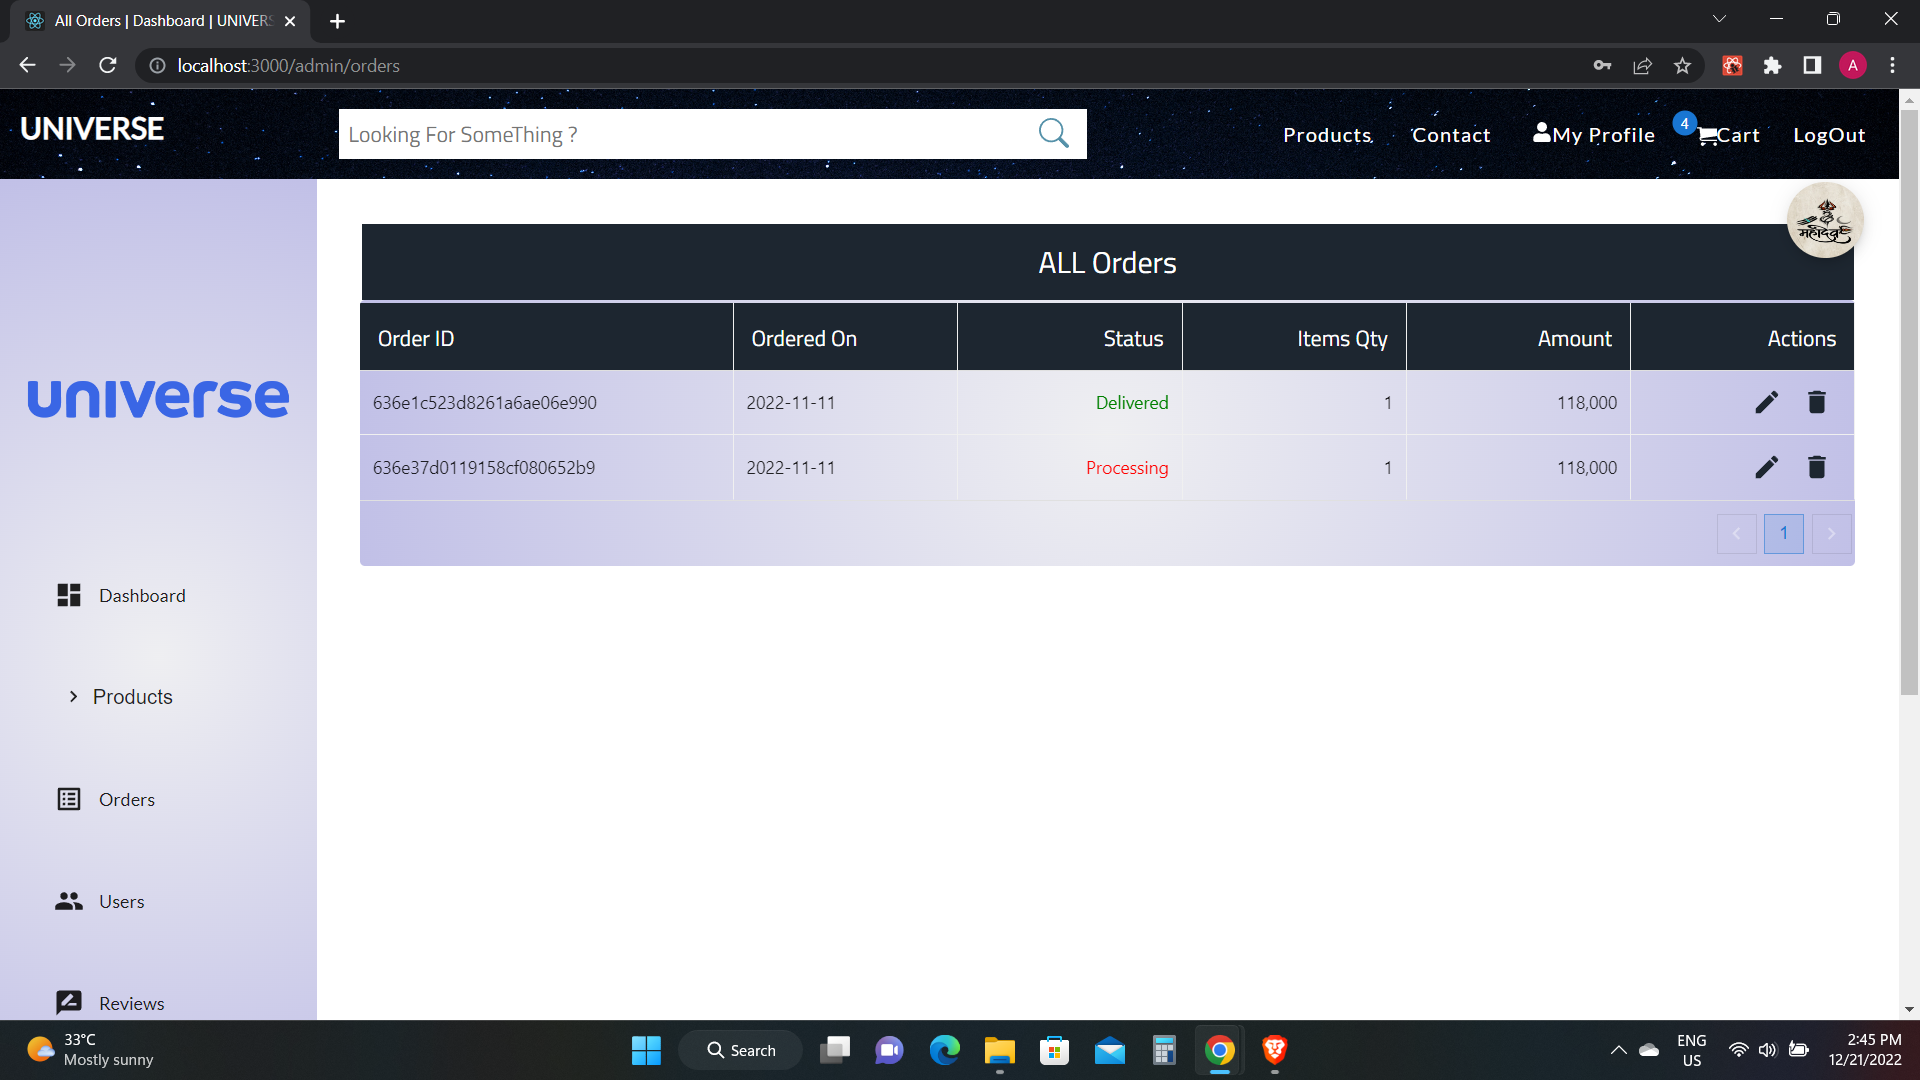 All Orders | Dashboard | UNIVERS
localhost:3000/admin/orders
A
UNIVERSE
Looking For SomeThing ?
Products
Contact
My Profile
4
Cart
LogOut
महादेव
universe
Dashboard
Products
Orders
Users
Reviews
ALL Orders
Order ID Ordered On Status Items Qty Amount Actions
636e1c523d8261a6ae06e990 2022-11-11 Delivered 1 118,000
636e37d0119158cf080652b9 2022-11-11 Processing 1 118,000
1
33°C
Mostly sunny
Search
ENG
US
2:45 PM
12/21/2022